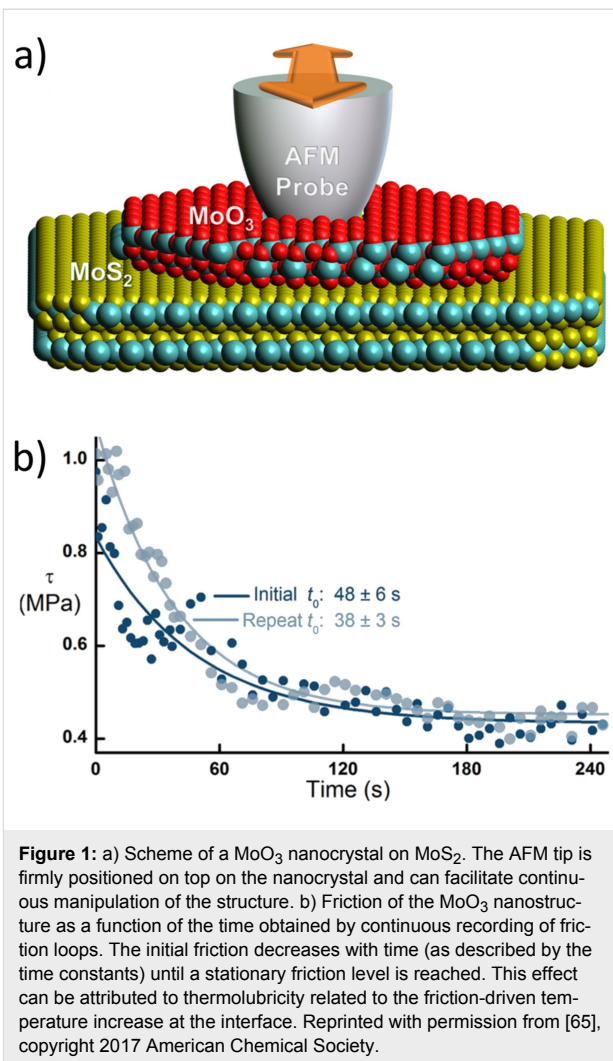 a)
AFM
Probe
MoO₃
MoS₂
b)
1.0
0.8
τ
(MPa)
0.6
0.4
Initial t₀: 48 ± 6 s
Repeat t₀: 38 ± 3 s
0
60
120
180
240
Time (s)
Figure 1: a) Scheme of a MoO₃ nanocrystal on MoS₂. The AFM tip is
firmly positioned on top on the nanocrystal and can facilitate continu-
ous manipulation of the structure. b) Friction of the MoO₃ nanostruc-
ture as a function of the time obtained by continuous recording of fric-
tion loops. The initial friction decreases with time (as described by the
time constants) until a stationary friction level is reached. This effect
can be attributed to thermolubricity related to the friction-driven tem-
perature increase at the interface. Reprinted with permission from [65],
copyright 2017 American Chemical Society.